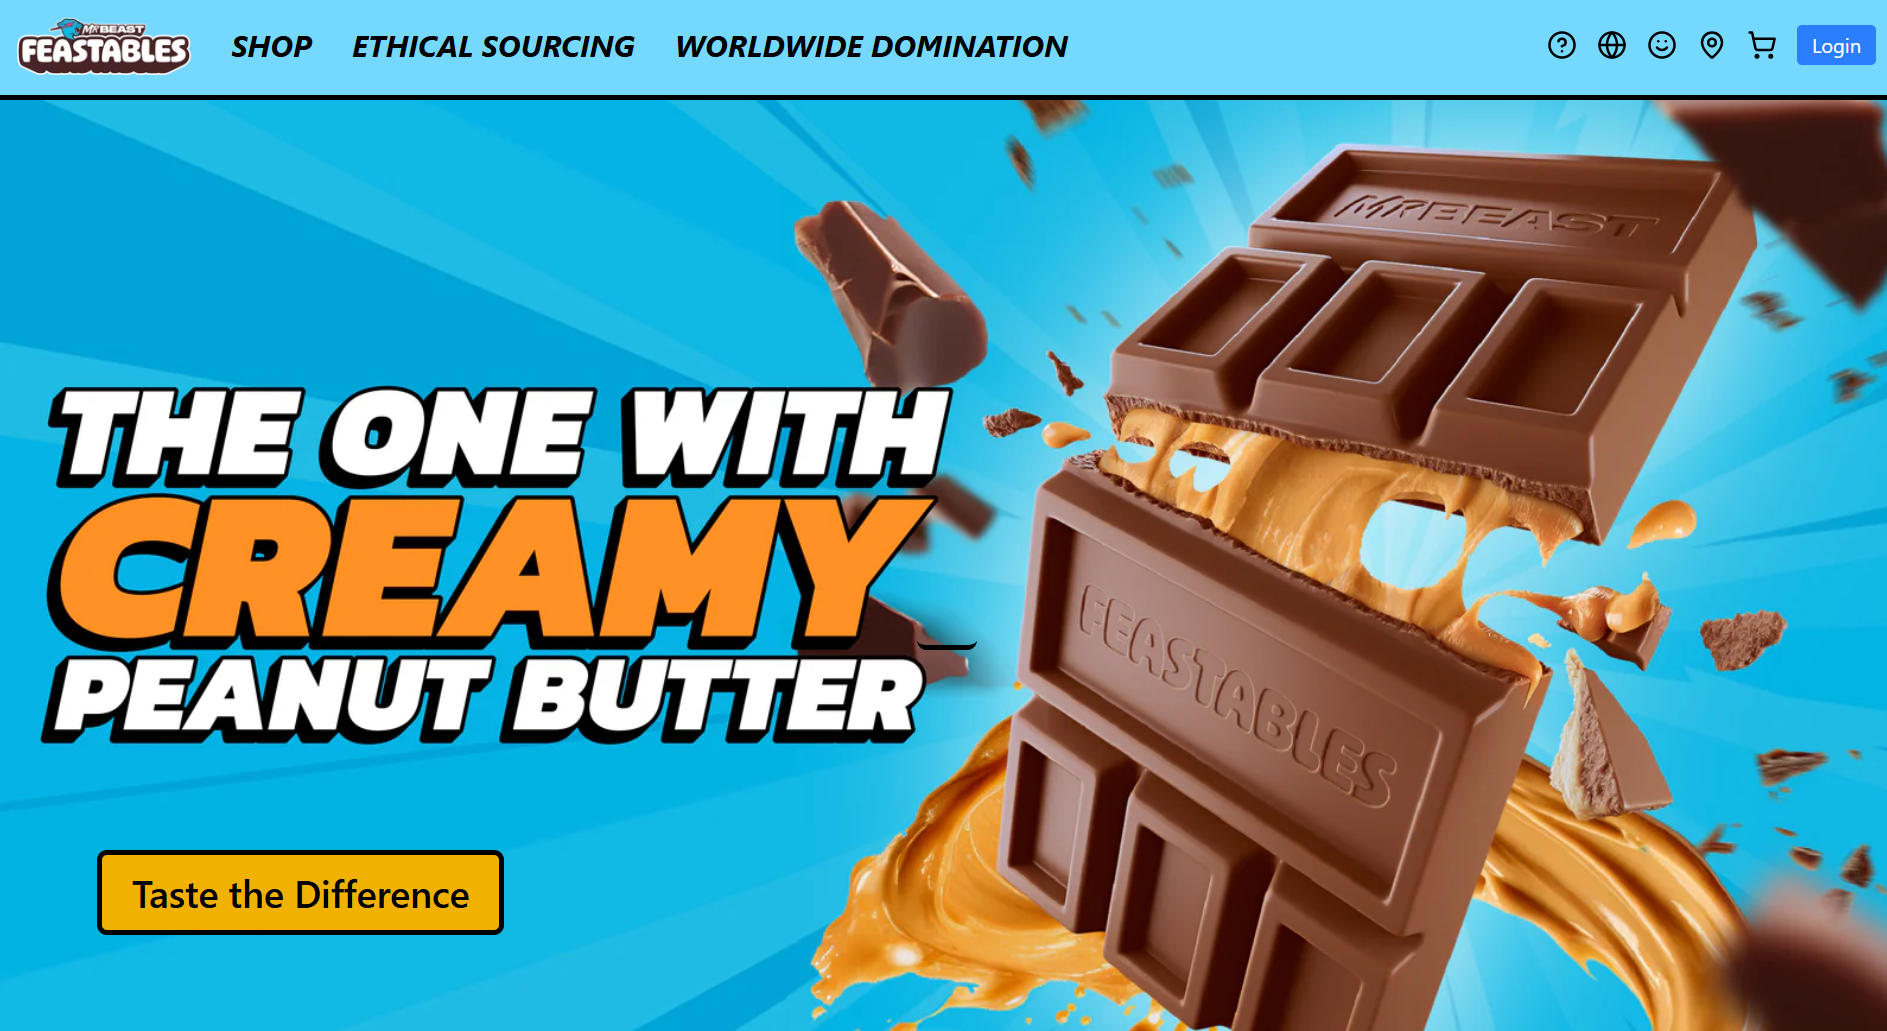 MRBEAST
FEASTABLES
SHOP
ETHICAL SOURCING
WORLDWIDE DOMINATION
Login
MRBEAST
THE ONE WITH
CREAMY
PEANUT BUTTER
FEASTABLES
Taste the Difference